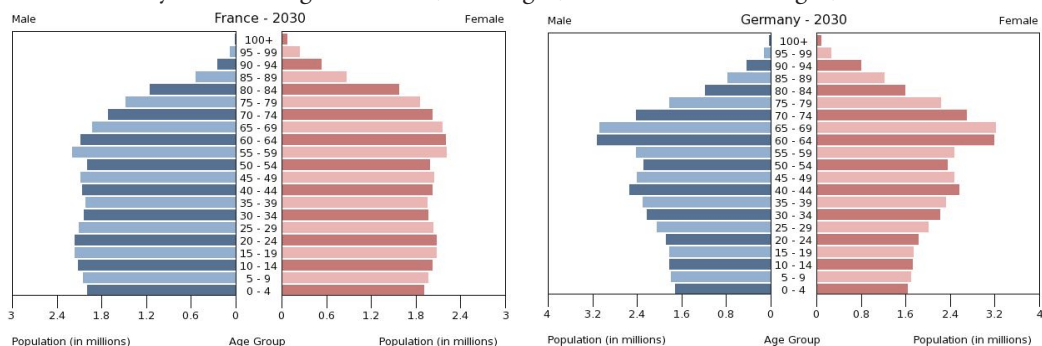 Male France - 2030 Female
100+
95 - 99
90 - 94
85 - 89
80 - 84
75 - 79
70 - 74
65 - 69
60 - 64
55 - 59
50 - 54
45 - 49
40 - 44
35 - 39
30 - 34
25 - 29
20 - 24
15 - 19
10 - 14
5 - 9
0 - 4
3 2.4 1.8 1.2 0.6 0 0 0.6 1.2 1.8 2.4 3
Population (in millions) Age Group Population (in millions)
Male Germany - 2030 Female
100+
95 - 99
90 - 94
85 - 89
80 - 84
75 - 79
70 - 74
65 - 69
60 - 64
55 - 59
50 - 54
45 - 49
40 - 44
35 - 39
30 - 34
25 - 29
20 - 24
15 - 19
10 - 14
5 - 9
0 - 4
4 3.2 2.4 1.6 0.8 0 0 0.8 1.6 2.4 3.2 4
Population (in millions) Age Group Population (in millions)